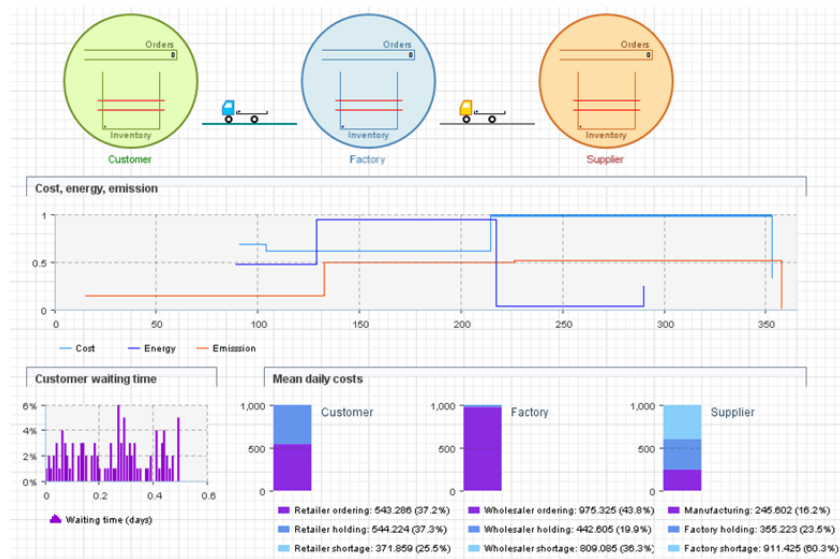 Orders
0
Inventory
Customer
Orders
0
Inventory
Factory
Orders
0
Inventory
Supplier
Cost, energy, emission
1
0.5
0
0 50 100 150 200 250 300 350
Cost Energy Emisssion
Customer waiting time
6%
4%
2%
0%
0 0.2 0.4 0.6
Waiting time (days)
Mean daily costs
1,000
500
0
Customer
Retailer ordering: 543.286 (37.2%)
Retailer holding: 544.224 (37.3%)
Retailer shortage: 371.859 (25.5%)
1,000
500
0
Factory
Wholesaler ordering: 975.325 (43.8%)
Wholesaler holding: 442.605 (19.9%)
Wholesaler shortage: 809.085 (36.3%)
1,000
500
0
Supplier
Manufacturing: 245.602 (16.2%)
Factory holding: 355.223 (23.5%)
Factory shortage: 911.425 (60.3%)